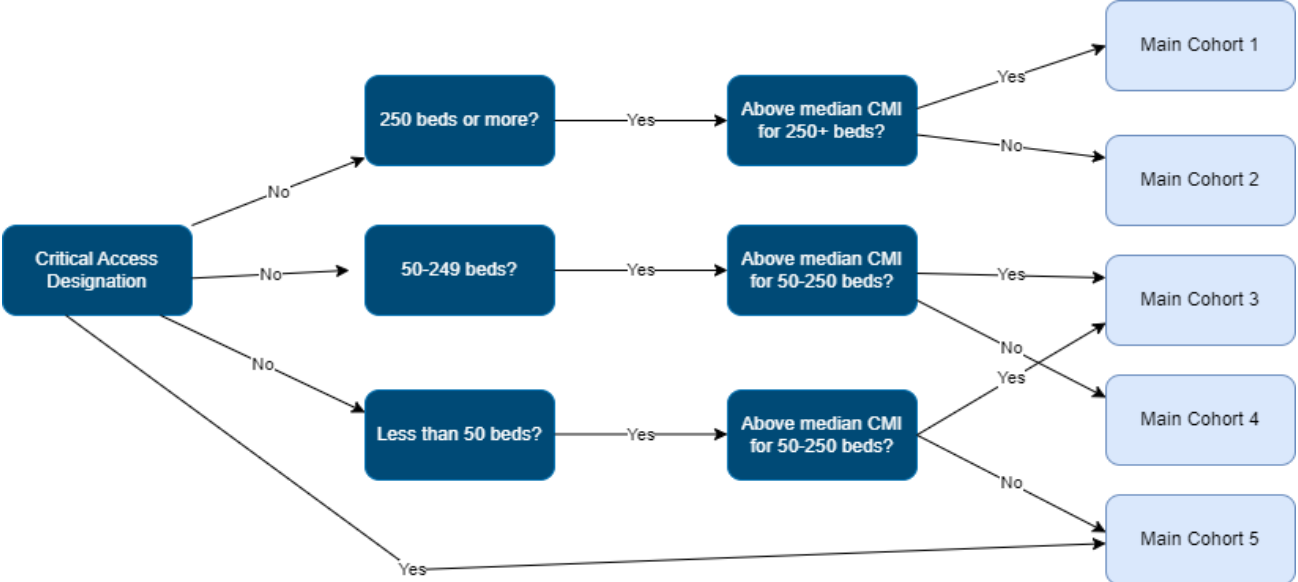 Main Cohort 1
Yes
250 beds or more?
Yes
Above median CMI
for 250+ beds?
No
Main Cohort 2
No
Critical Access
Designation
No
50-249 beds?
Yes
Above median CMI
for 50-250 beds?
Yes
Main Cohort 3
No
No
Yes
Less than 50 beds?
Yes
Above median CMI
for 50-250 beds?
Main Cohort 4
No
Main Cohort 5
Yes